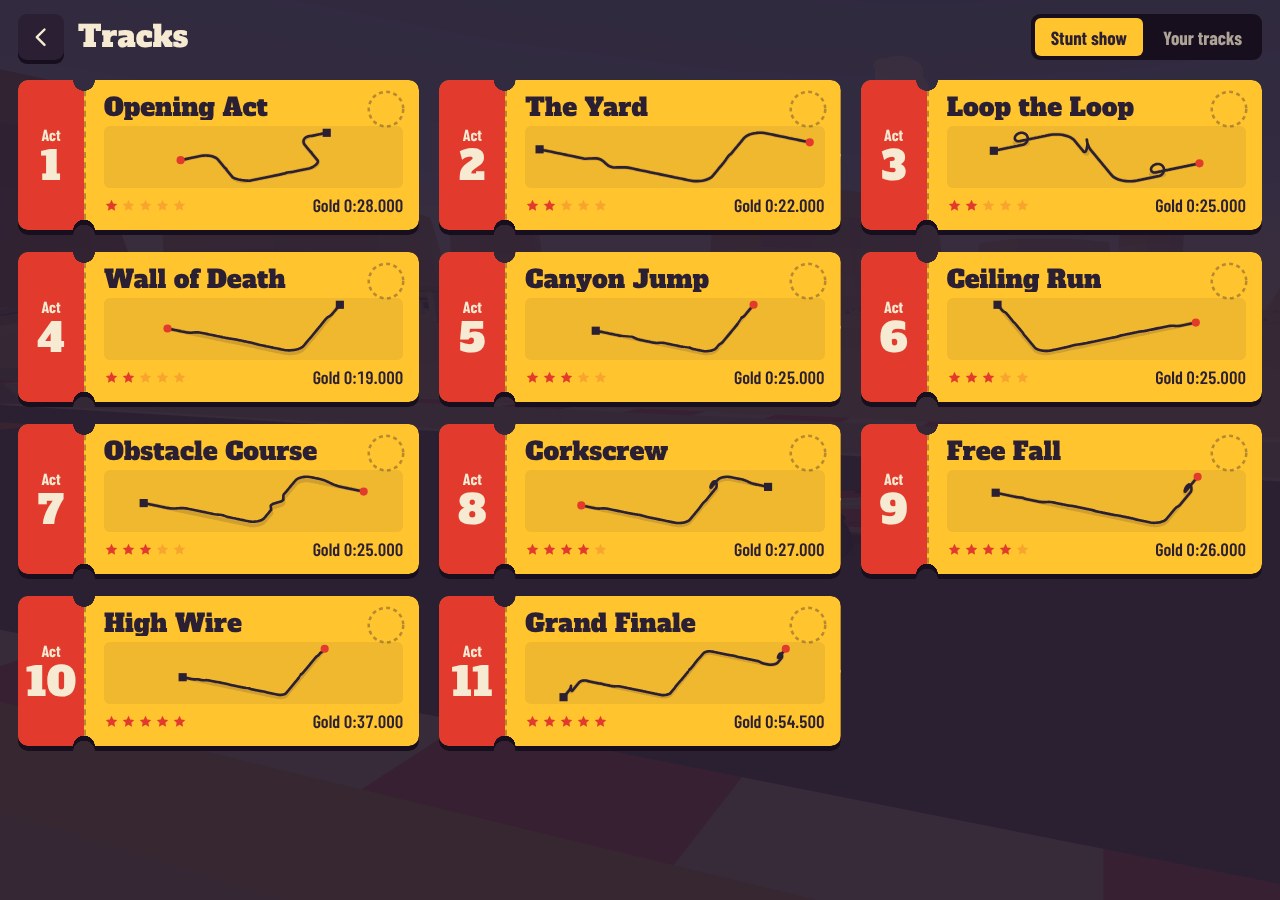 Tracks
Stunt show
Your tracks
Act
1
Opening Act
Gold 0:28.000
Act
2
The Yard
Gold 0:22.000
Act
3
Loop the Loop
Gold 0:25.000
Act
4
Wall of Death
Gold 0:19.000
Act
5
Canyon Jump
Gold 0:25.000
Act
6
Ceiling Run
Gold 0:25.000
Act
7
Obstacle Course
Gold 0:25.000
Act
8
Corkscrew
Gold 0:27.000
Act
9
Free Fall
Gold 0:26.000
Act
10
High Wire
Gold 0:37.000
Act
11
Grand Finale
Gold 0:54.500